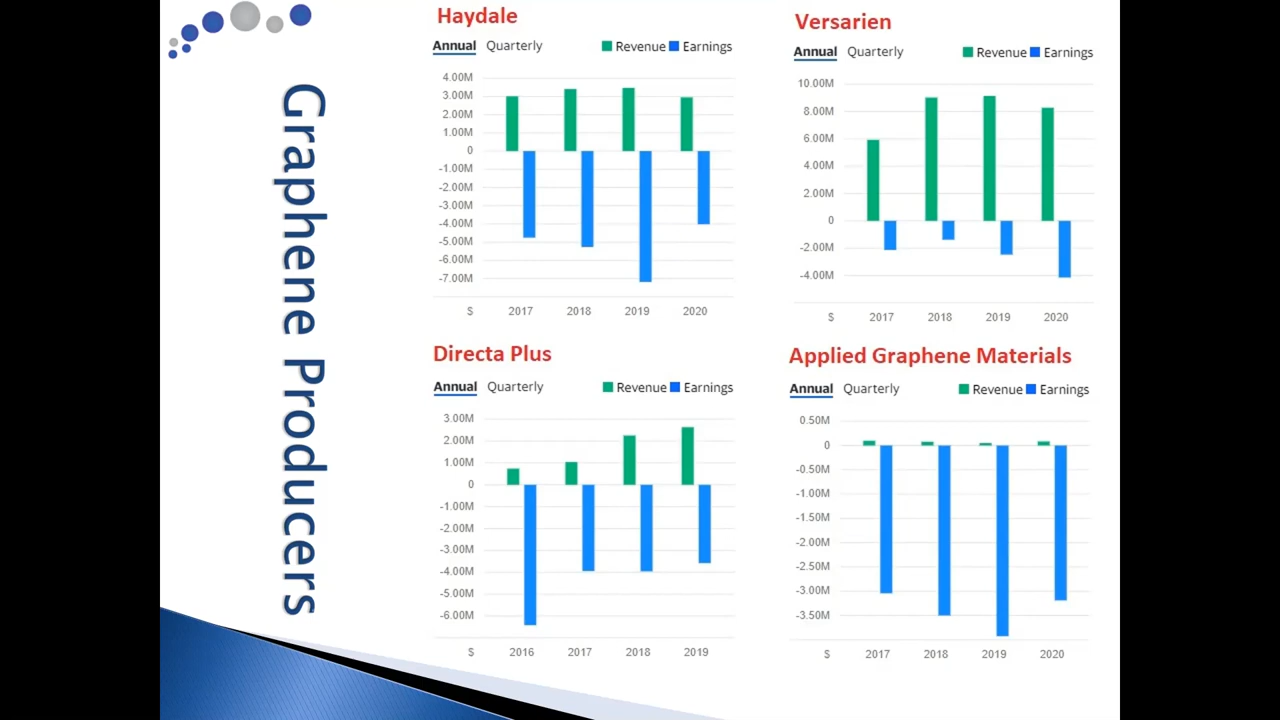 Graphene Producers
Haydale
Annual Quarterly Revenue Earnings
4.00M
3.00M
2.00M
1.00M
0
-1.00M
-2.00M
-3.00M
-4.00M
-5.00M
-6.00M
-7.00M
$ 2017 2018 2019 2020
Versarien
Annual Quarterly Revenue Earnings
10.00M
8.00M
6.00M
4.00M
2.00M
0
-2.00M
-4.00M
$ 2017 2018 2019 2020
Directa Plus
Annual Quarterly Revenue Earnings
3.00M
2.00M
1.00M
0
-1.00M
-2.00M
-3.00M
-4.00M
-5.00M
-6.00M
$ 2016 2017 2018 2019
Applied Graphene Materials
Annual Quarterly Revenue Earnings
0.50M
0
-0.50M
-1.00M
-1.50M
-2.00M
-2.50M
-3.00M
-3.50M
$ 2017 2018 2019 2020